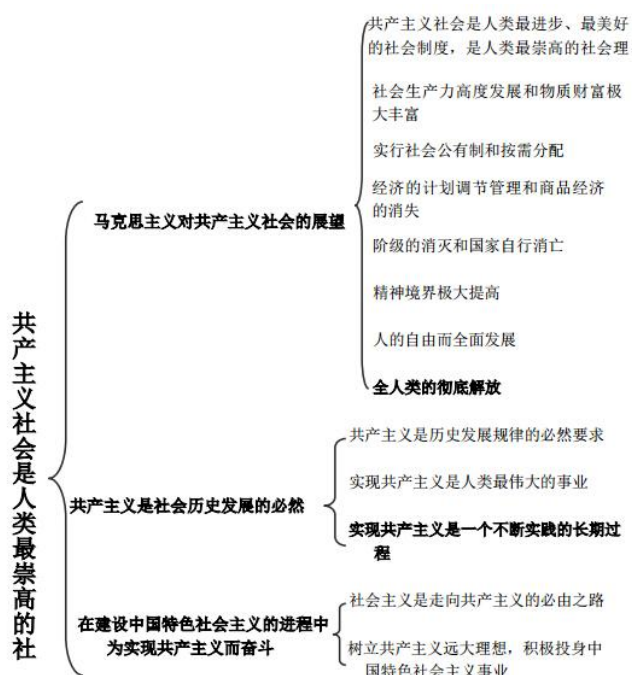 共产主义社会是人类最崇高的社
马克思主义对共产主义社会的展望
共产主义社会是人类最进步、最美好
的社会制度，是人类最崇高的社会理
社会生产力高度发展和物质财富极
大丰富
实行社会公有制和按需分配
经济的计划调节管理和商品经济
的消失
阶级的消灭和国家自行消亡
精神境界极大提高
人的自由而全面发展
全人类的彻底解放
共产主义是社会历史发展的必然
共产主义是历史发展规律的必然要求
实现共产主义是人类最伟大的事业
实现共产主义是一个不断实践的长期过
程
在建设中国特色社会主义的进程中
为实现共产主义而奋斗
社会主义是走向共产主义的必由之路
树立共产主义远大理想，积极投身中
国特色社会主义事业